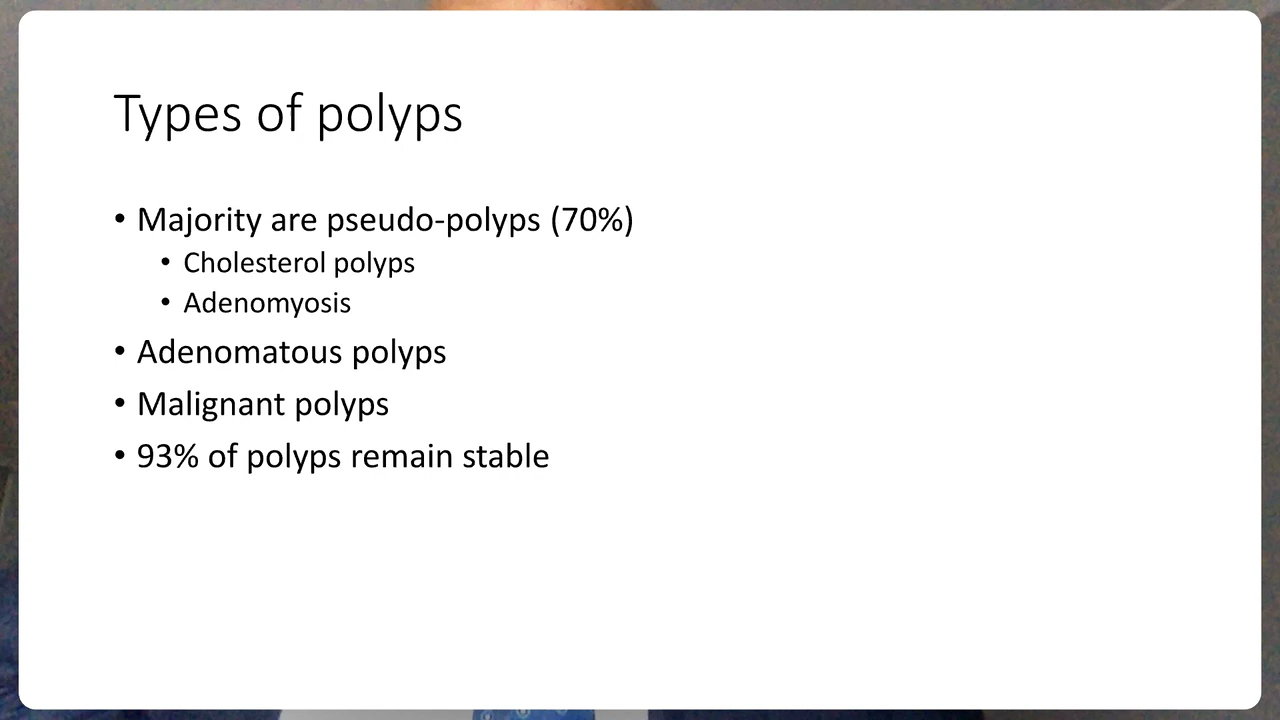 Types of polyps
• Majority are pseudo-polyps (70%)
• Cholesterol polyps
• Adenomyosis
• Adenomatous polyps
• Malignant polyps
• 93% of polyps remain stable